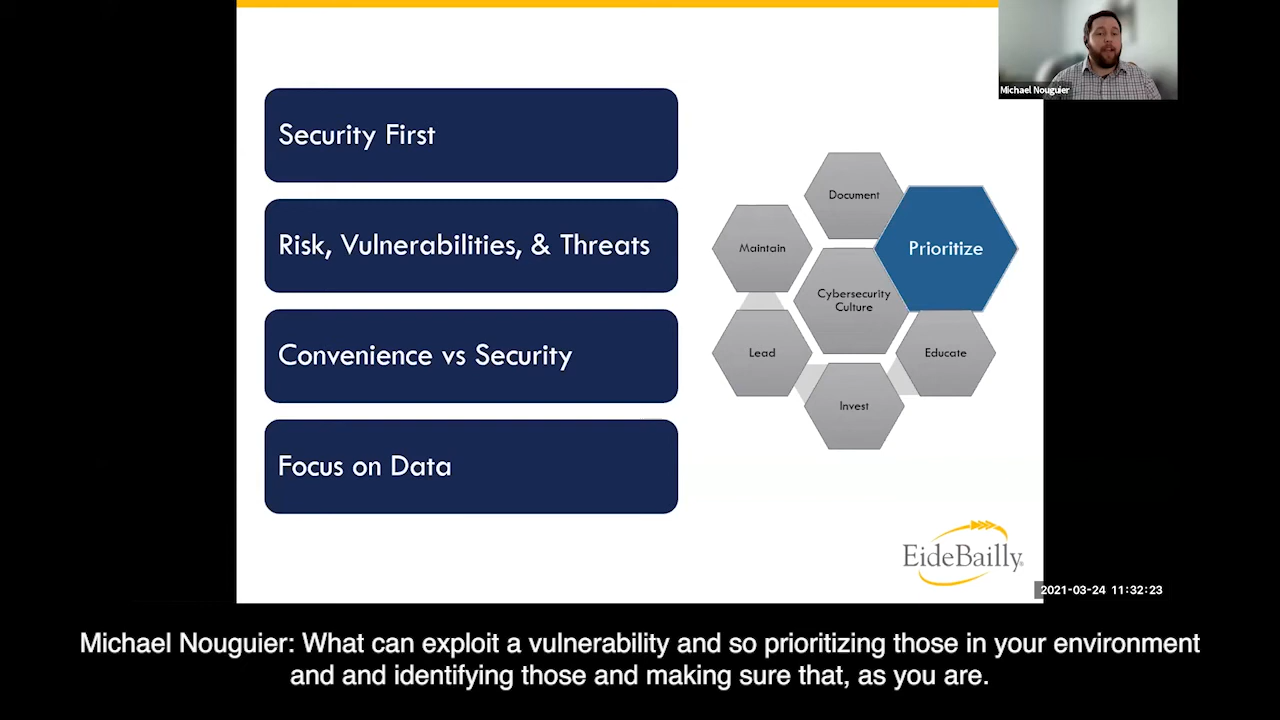 Michael Nouguier
Security First
Risk, Vulnerabilities, & Threats
Convenience vs Security
Focus on Data
Document
Prioritize
Maintain
Cybersecurity
Culture
Lead
Educate
Invest
EideBailly®
2021-03-24 11:32:23
Michael Nouguier: What can exploit a vulnerability and so prioritizing those in your environment
and and identifying those and making sure that, as you are.